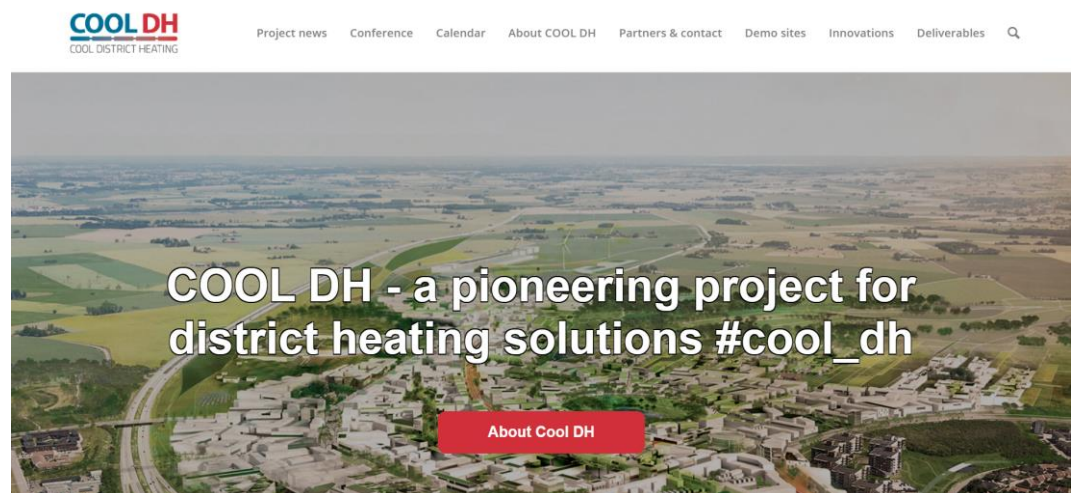 COOL DH
COOL DISTRICT HEATING
Project news Conference Calendar About COOL DH Partners & contact Demo sites Innovations Deliverables
COOL DH - a pioneering project for
district heating solutions #cool_dh
About Cool DH